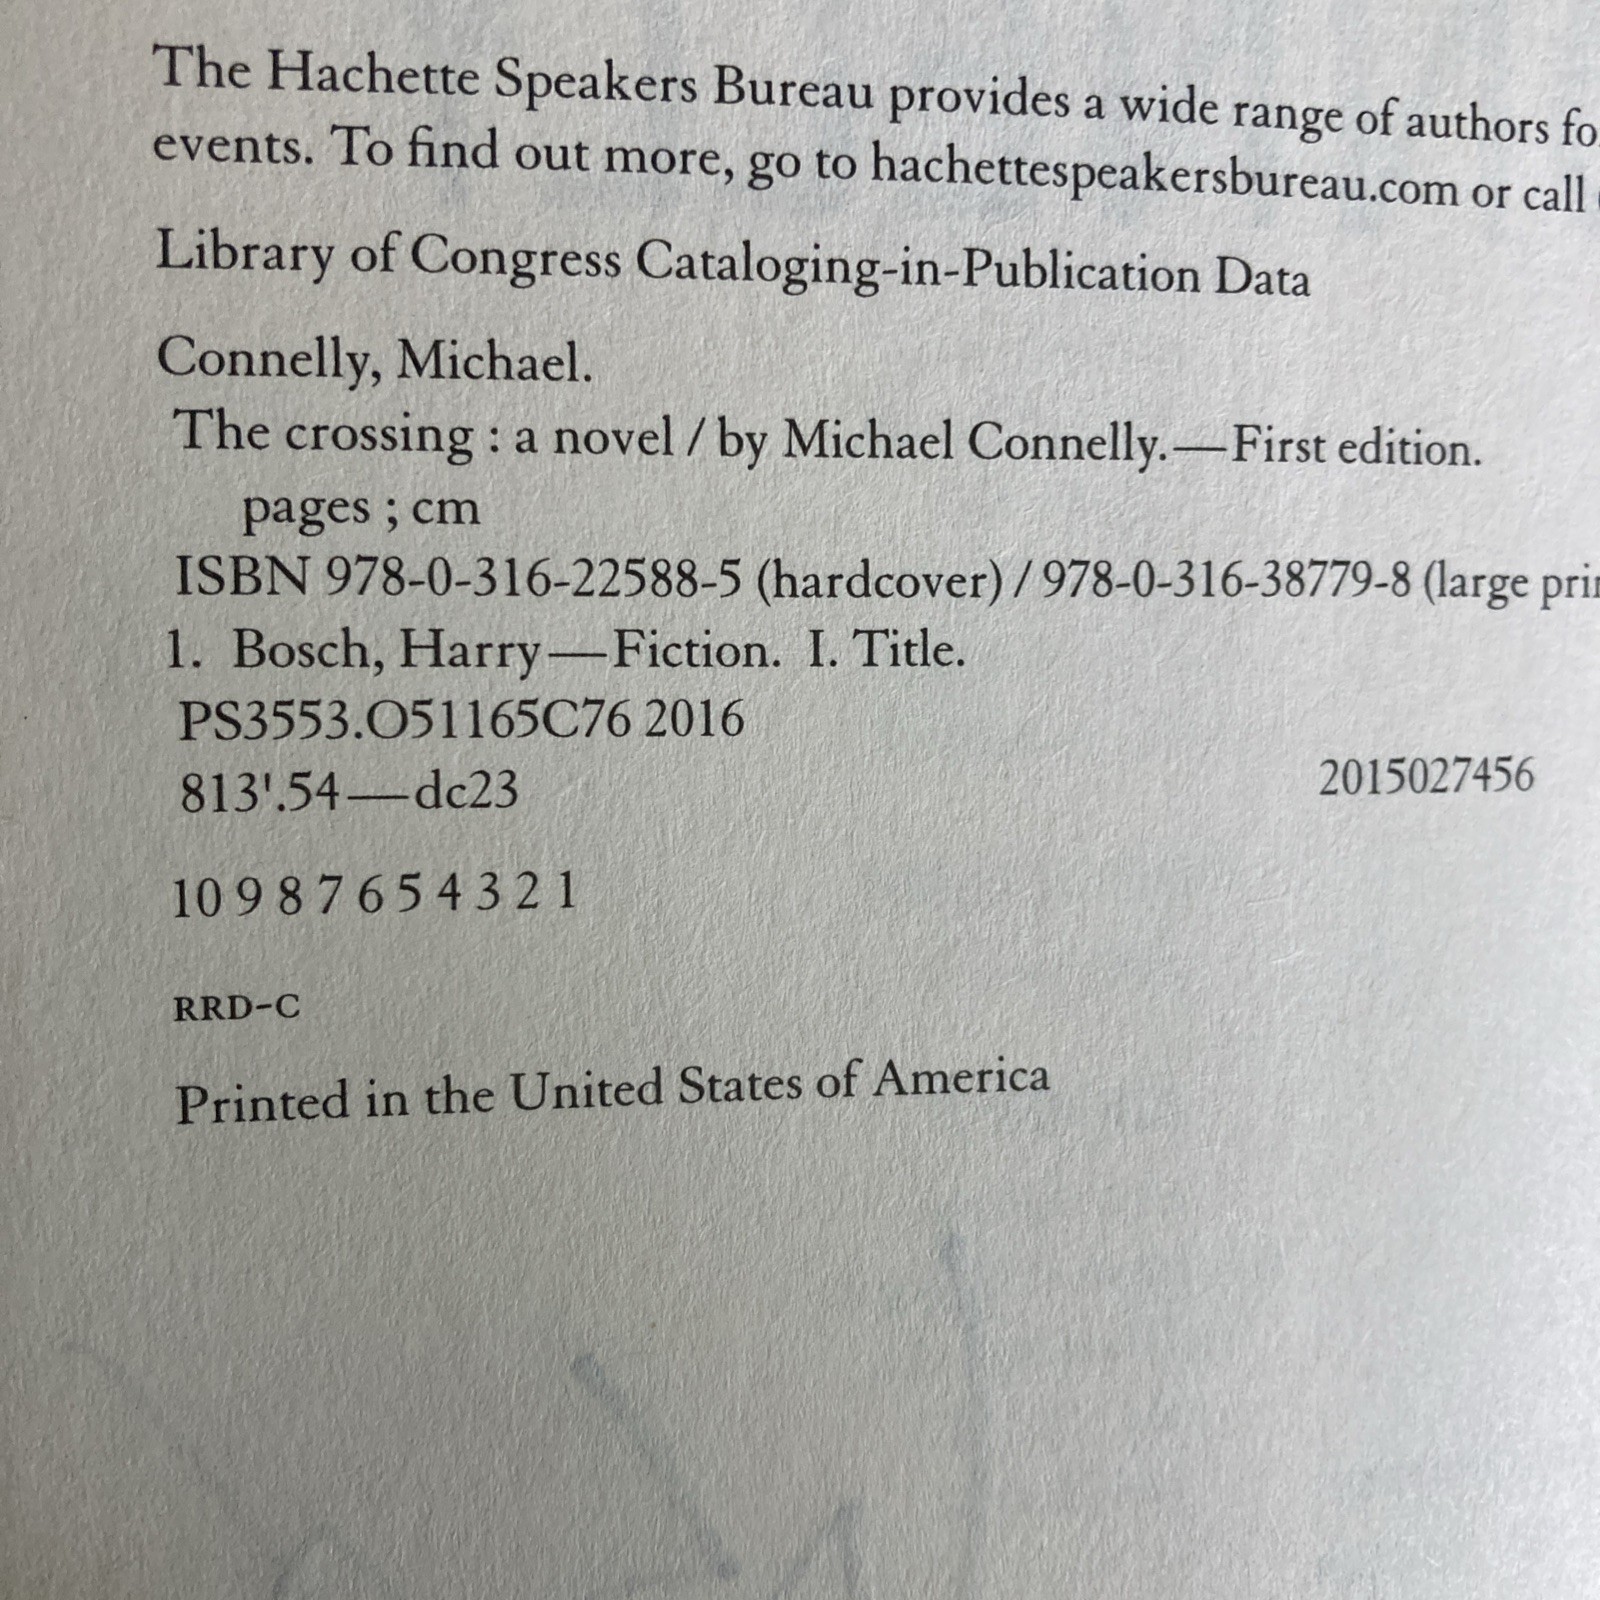 The Hachette Speakers Bureau provides a wide range of authors
events. To find out more, go to hachettespeakersbureau.com or call
Library of Congress Cataloging-in-Publication Data
Connelly, Michael.
The crossing : a novel / by Michael Connelly.—First edition.
pages ; cm
ISBN 978-0-316-22588-5 (hardcover) / 978-0-316-38779-8 (large
1. Bosch, Harry—Fiction. I. Title.
PS3553.O51165C76 2016
813'.54—dc23
2015027456
10 9 8 7 6 5 4 3 2 1
RRD-C
Printed in the United States of America